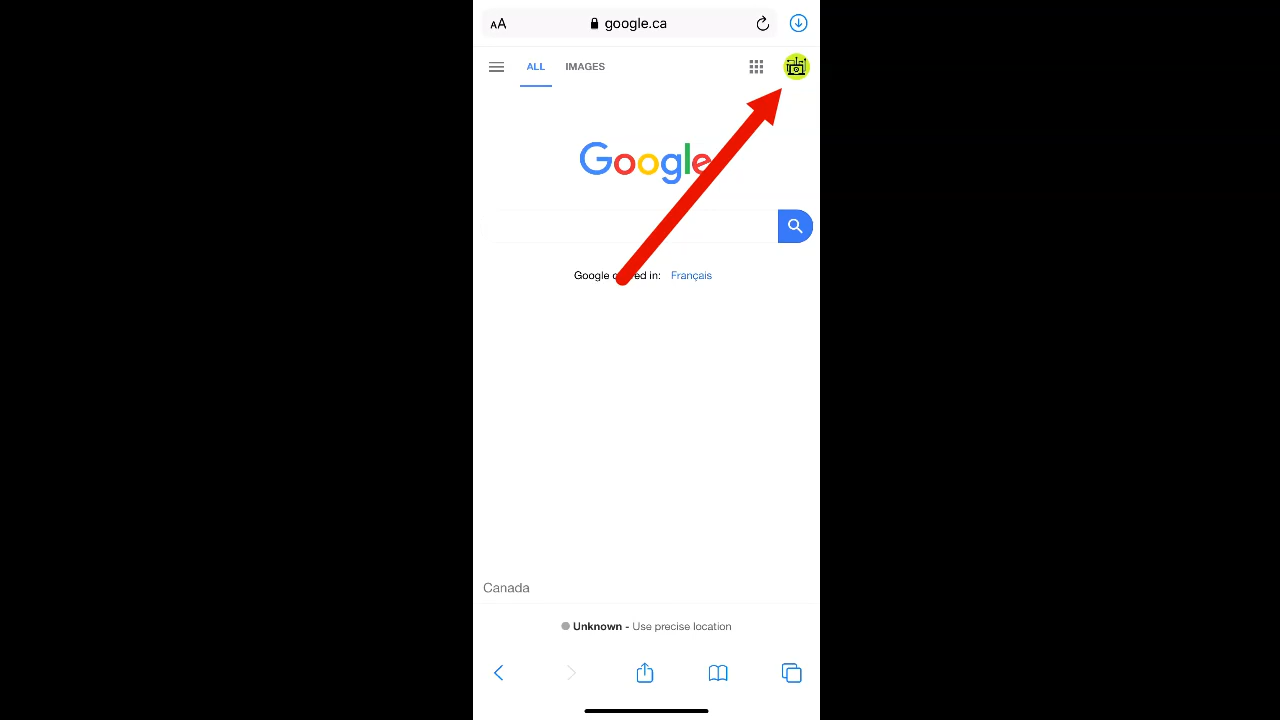 AA google.ca
ALL IMAGES
Google
Google in: Français
Canada
Unknown - Use precise location